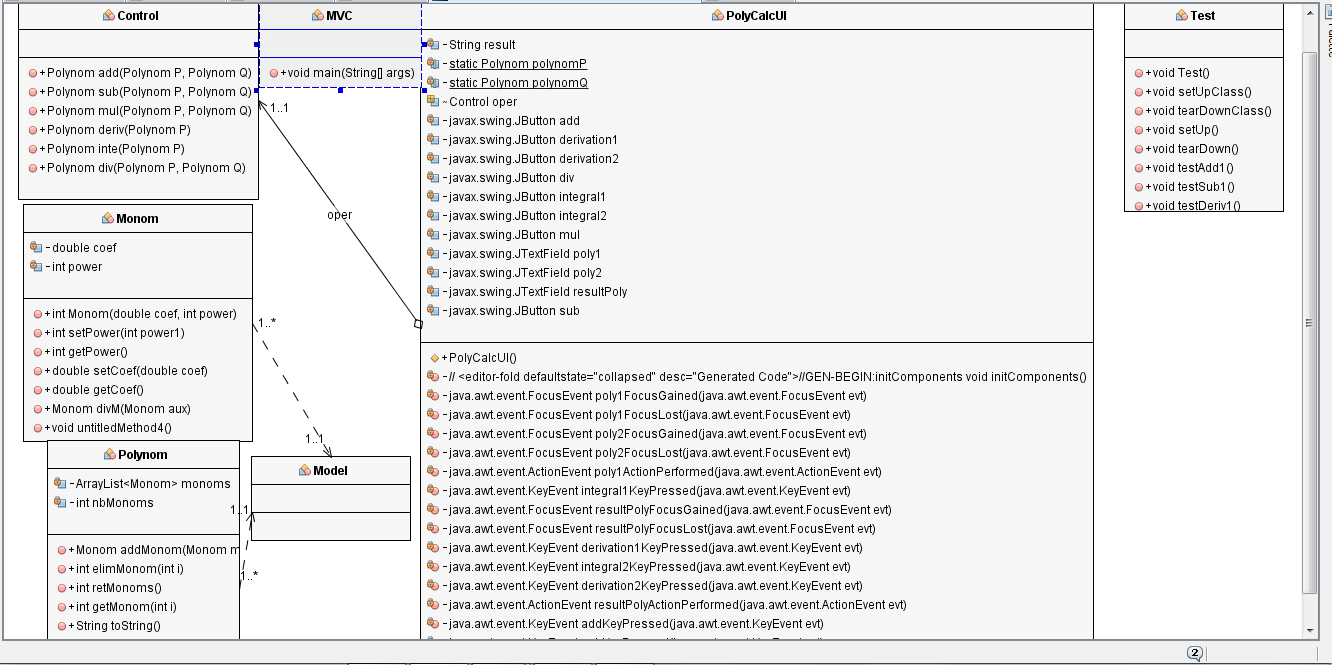 Control
+Polynom add(Polynom P, Polynom Q)
+Polynom sub(Polynom P, Polynom Q)
+Polynom mul(Polynom P, Polynom Q)
+Polynom deriv(Polynom P)
+Polynom inte(Polynom P)
+Polynom div(Polynom P, Polynom Q)
MVC
+void main(String[] args)
1..1
oper
Monom
-double coef
-int power
+int Monom(double coef, int power)
+int setPower(int power1)
+int getPower()
+double setCoef(double coef)
+double getCoef()
+Monom divM(Monom aux)
+void untitledMethod4()
1..*
1..1
Polynom
-ArrayList<Monom> monoms
-int nbMonoms
+Monom addMonom(Monom m
+int elimMonom(int i)
+int retMonoms()
+int getMonom(int i)
+String toString()
1..1
1..*
Model
PolyCalcUI
-String result
-static Polynom polynomP
-static Polynom polynomQ
~Control oper
-javax.swing.JButton add
-javax.swing.JButton derivation1
-javax.swing.JButton derivation2
-javax.swing.JButton div
-javax.swing.JButton integral1
-javax.swing.JButton integral2
-javax.swing.JButton mul
-javax.swing.JTextField poly1
-javax.swing.JTextField poly2
-javax.swing.JTextField resultPoly
-javax.swing.JButton sub
+PolyCalcUI()
-// <editor-fold defaultstate="collapsed" desc="Generated Code">//GEN-BEGIN:initComponents void initComponents()
-java.awt.event.FocusEvent poly1FocusGained(java.awt.event.FocusEvent evt)
-java.awt.event.FocusEvent poly1FocusLost(java.awt.event.FocusEvent evt)
-java.awt.event.FocusEvent poly2FocusGained(java.awt.event.FocusEvent evt)
-java.awt.event.FocusEvent poly2FocusLost(java.awt.event.FocusEvent evt)
-java.awt.event.ActionEvent poly1ActionPerformed(java.awt.event.ActionEvent evt)
-java.awt.event.KeyEvent integral1KeyPressed(java.awt.event.KeyEvent evt)
-java.awt.event.FocusEvent resultPolyFocusGained(java.awt.event.FocusEvent evt)
-java.awt.event.FocusEvent resultPolyFocusLost(java.awt.event.FocusEvent evt)
-java.awt.event.KeyEvent derivation1KeyPressed(java.awt.event.KeyEvent evt)
-java.awt.event.KeyEvent integral2KeyPressed(java.awt.event.KeyEvent evt)
-java.awt.event.KeyEvent derivation2KeyPressed(java.awt.event.KeyEvent evt)
-java.awt.event.ActionEvent resultPolyActionPerformed(java.awt.event.ActionEvent evt)
-java.awt.event.KeyEvent addKeyPressed(java.awt.event.KeyEvent evt)
Test
+void Test()
+void setUpClass()
+void tearDownClass()
+void setUp()
+void tearDown()
+void testAdd1()
+void testSub1()
+void testDeriv1()
2